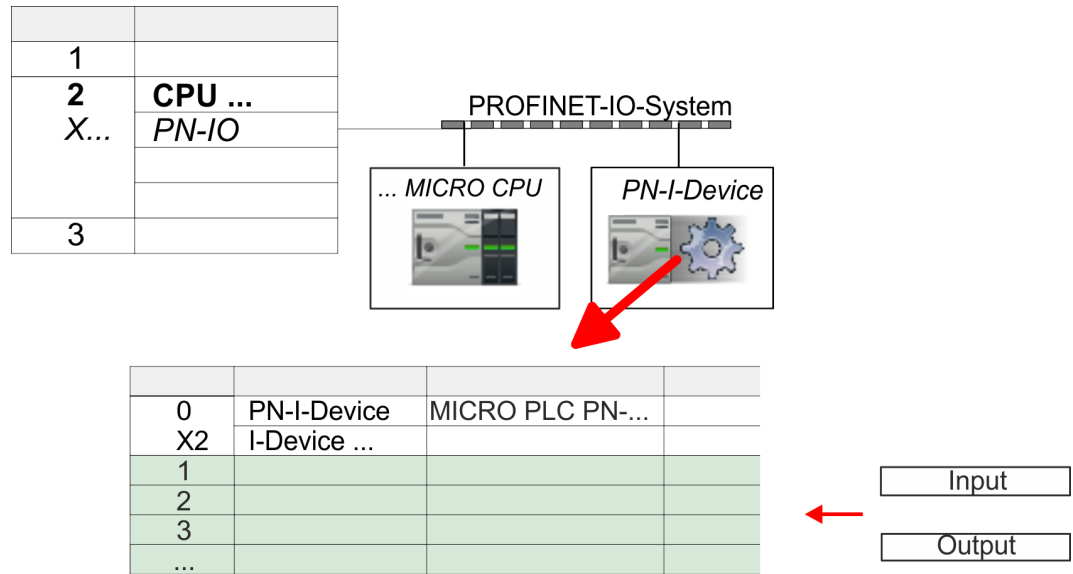 1
2 CPU ...
X... PN-IO
3
PROFINET-IO-System
... MICRO CPU
PN-I-Device
0 PN-I-Device MICRO PLC PN-...
X2 I-Device ...
1
2
3
...
Input
Output